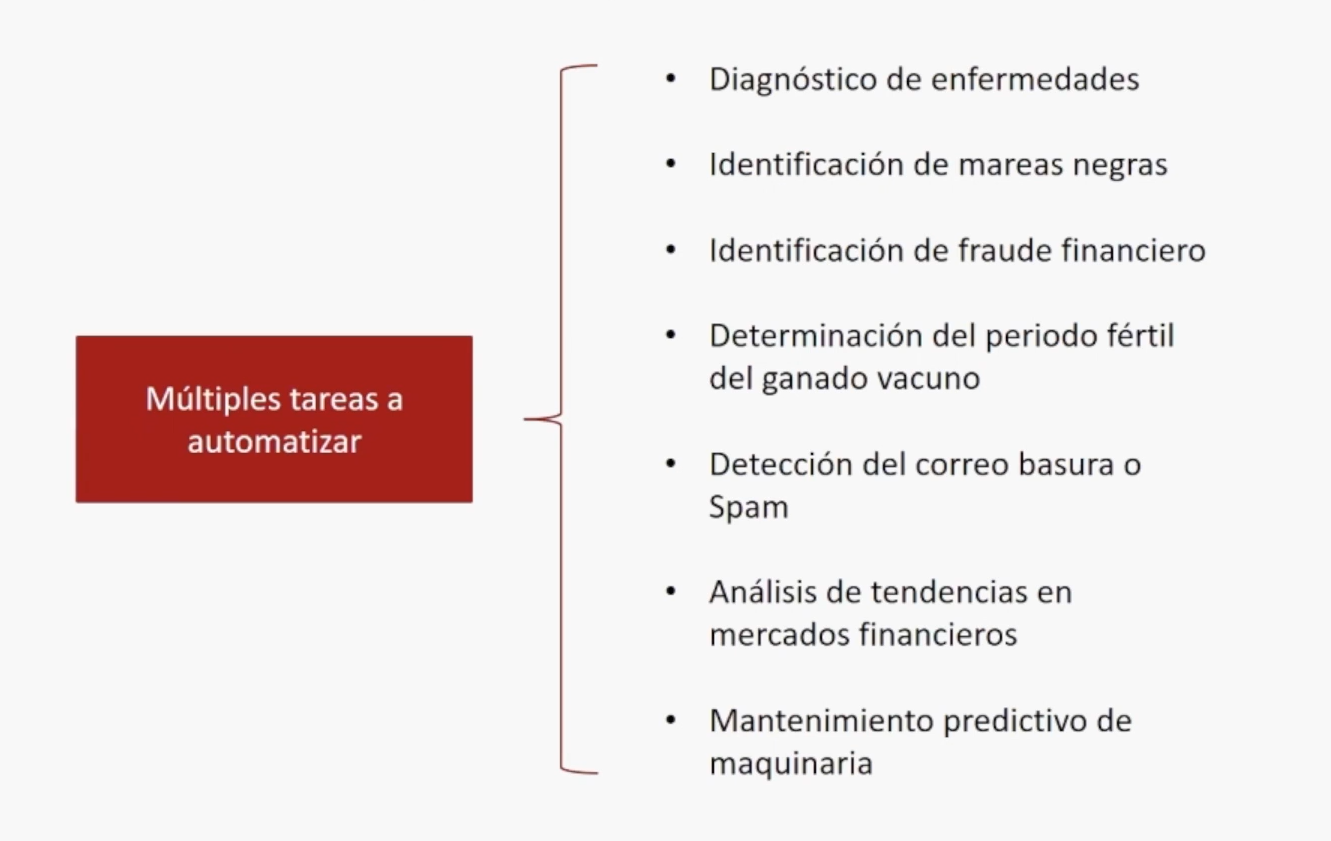 Múltiples tareas a
automatizar
• Diagnóstico de enfermedades
• Identificación de mareas negras
• Identificación de fraude financiero
• Determinación del periodo fértil
del ganado vacuno
• Detección del correo basura o
Spam
• Análisis de tendencias en
mercados financieros
• Mantenimiento predictivo de
maquinaria